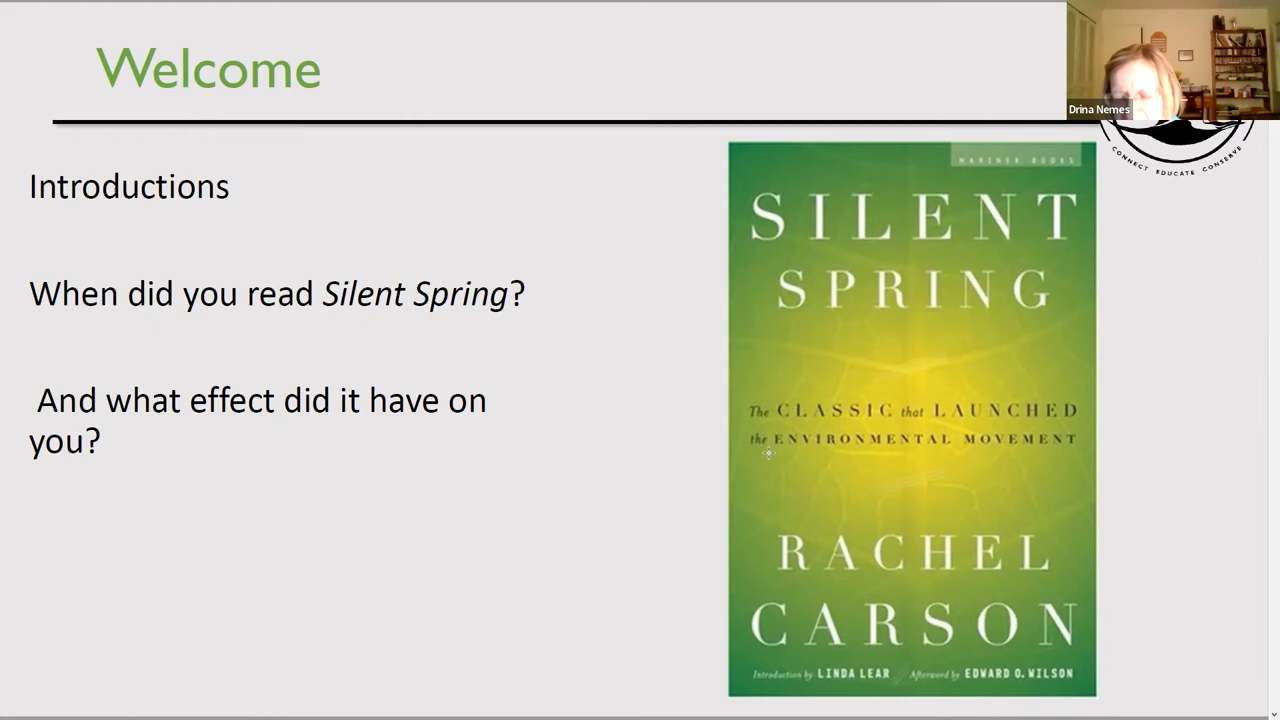 Welcome
Drina Nemes
CONNECT EDUCATE CONSERVE
Introductions
When did you read Silent Spring?
And what effect did it have on
you?
MARINER BOOKS
SILENT
SPRING
The CLASSIC that LAUNCHED
the ENVIRONMENTAL MOVEMENT
RACHEL
CARSON
Introduction by LINDA LEAR / Afterword by EDWARD O. WILSON